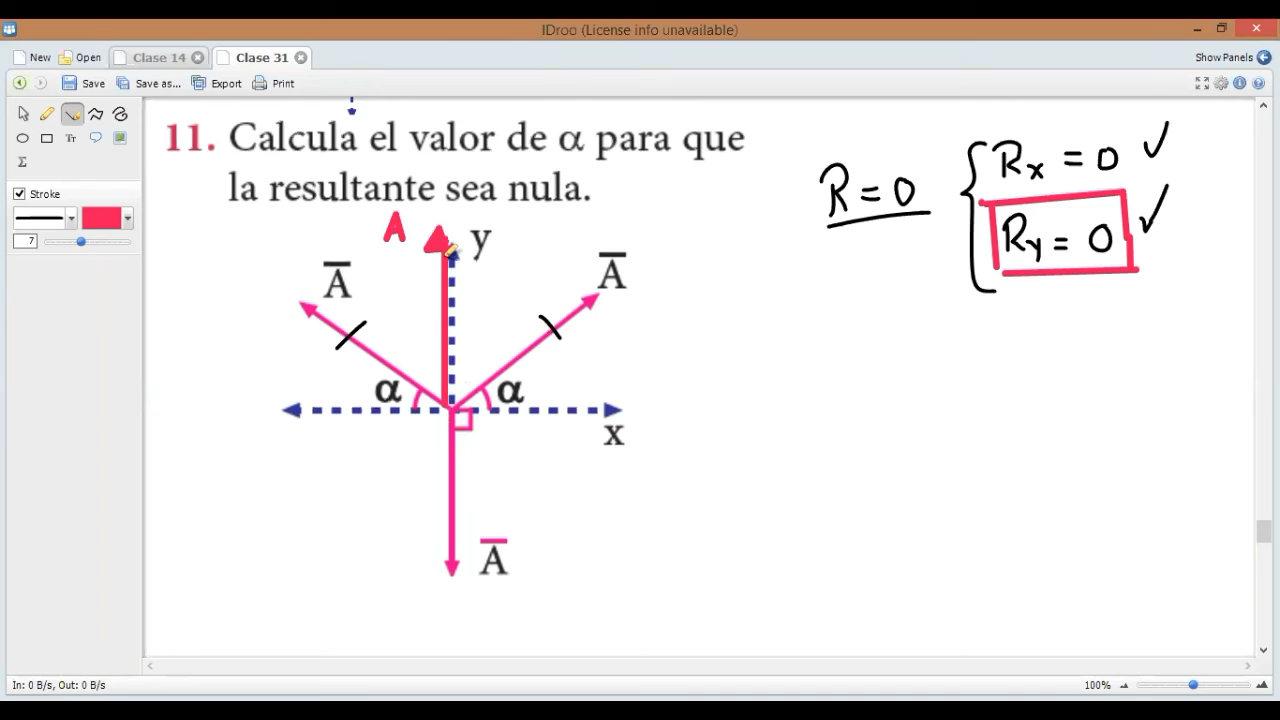 IDroo (License info unavailable)
New Open Clase 14 Clase 31 Show Panels
Save Save as... Export Print
Tт
Σ
Stroke
7
11. Calcula el valor de α para que
la resultante sea nula.
R = 0
Rx = 0 ✓
Ry = 0 ✓
A y
A A
α α
x
A
In: 0 B/s, Out: 0 B/s 100%